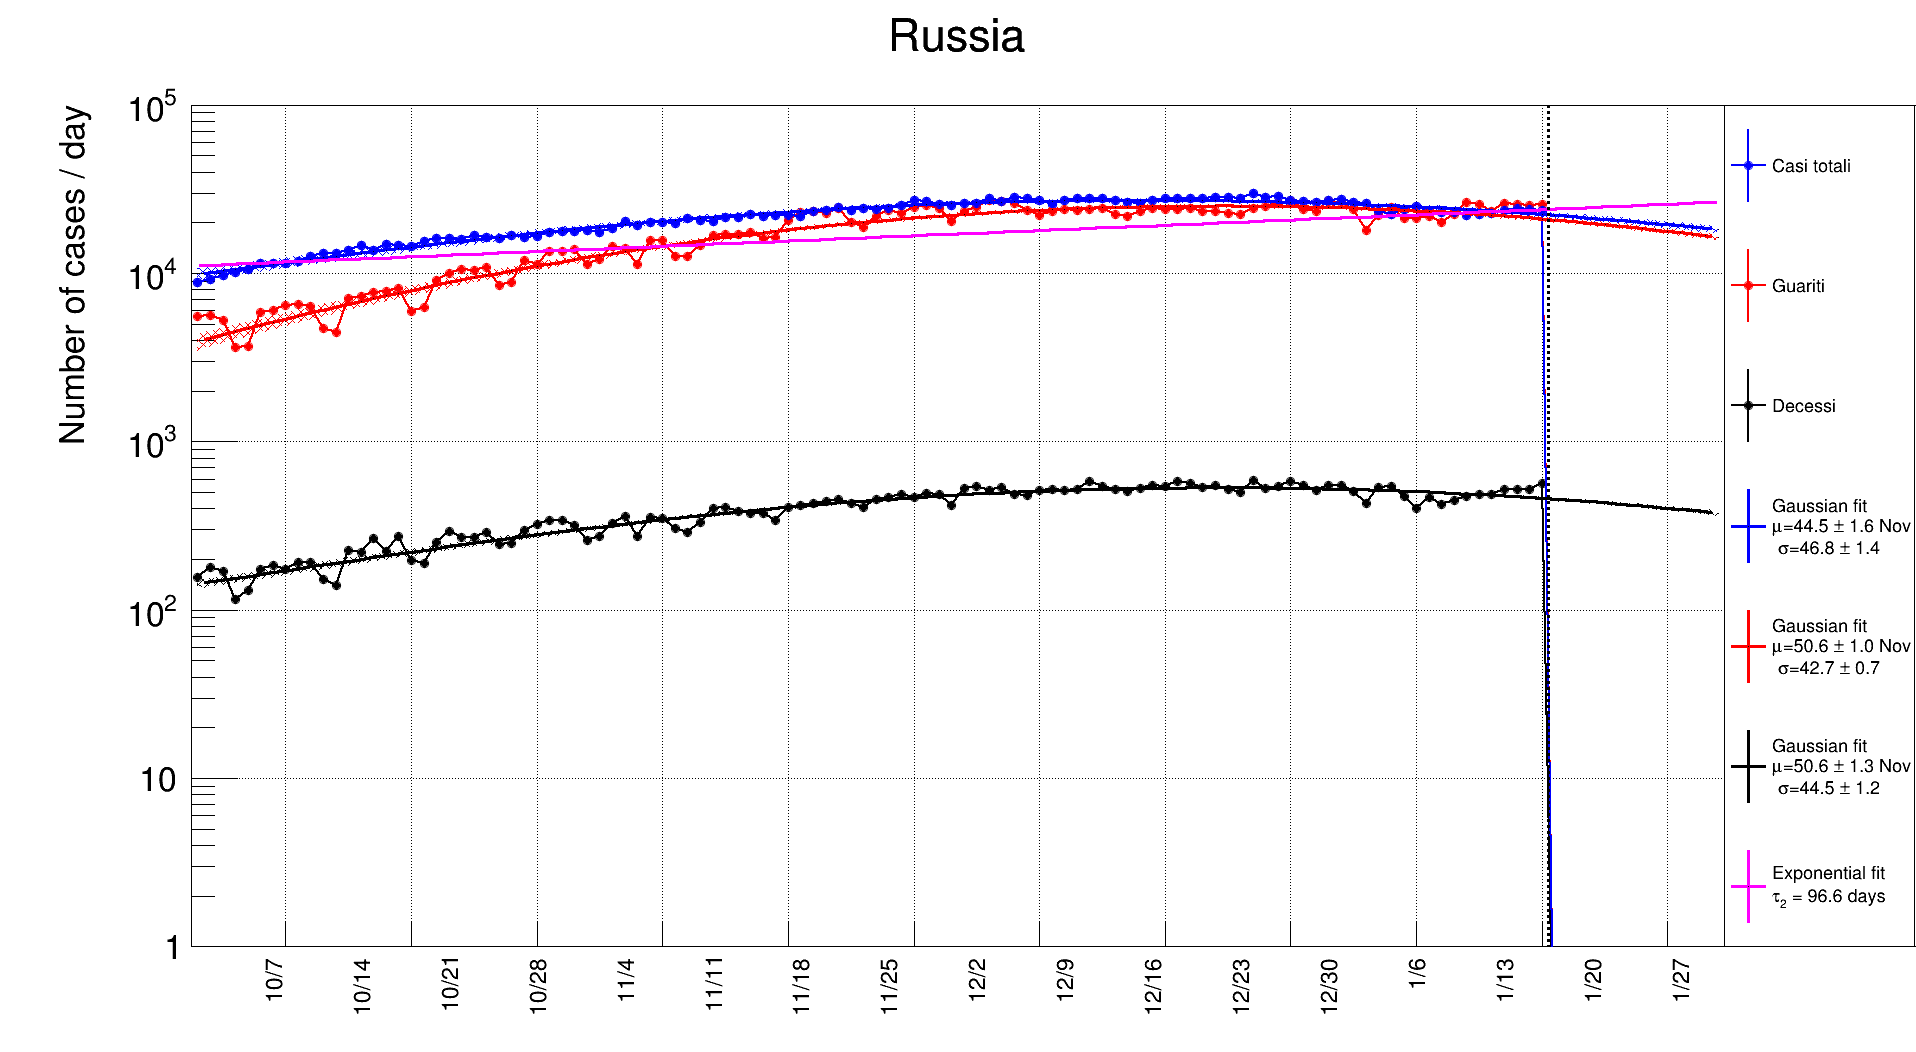 Russia
Number of cases / day
10^5
10^4
10^3
10^2
10
1
10/7
10/14
10/21
10/28
11/4
11/11
11/18
11/25
12/2
12/9
12/16
12/23
12/30
1/6
1/13
1/20
1/27
Casi totali
Guariti
Decessi
Gaussian fit
μ=44.5 ± 1.6 Nov
σ=46.8 ± 1.4
Gaussian fit
μ=50.6 ± 1.0 Nov
σ=42.7 ± 0.7
Gaussian fit
μ=50.6 ± 1.3 Nov
σ=44.5 ± 1.2
Exponential fit
τ₂ = 96.6 days